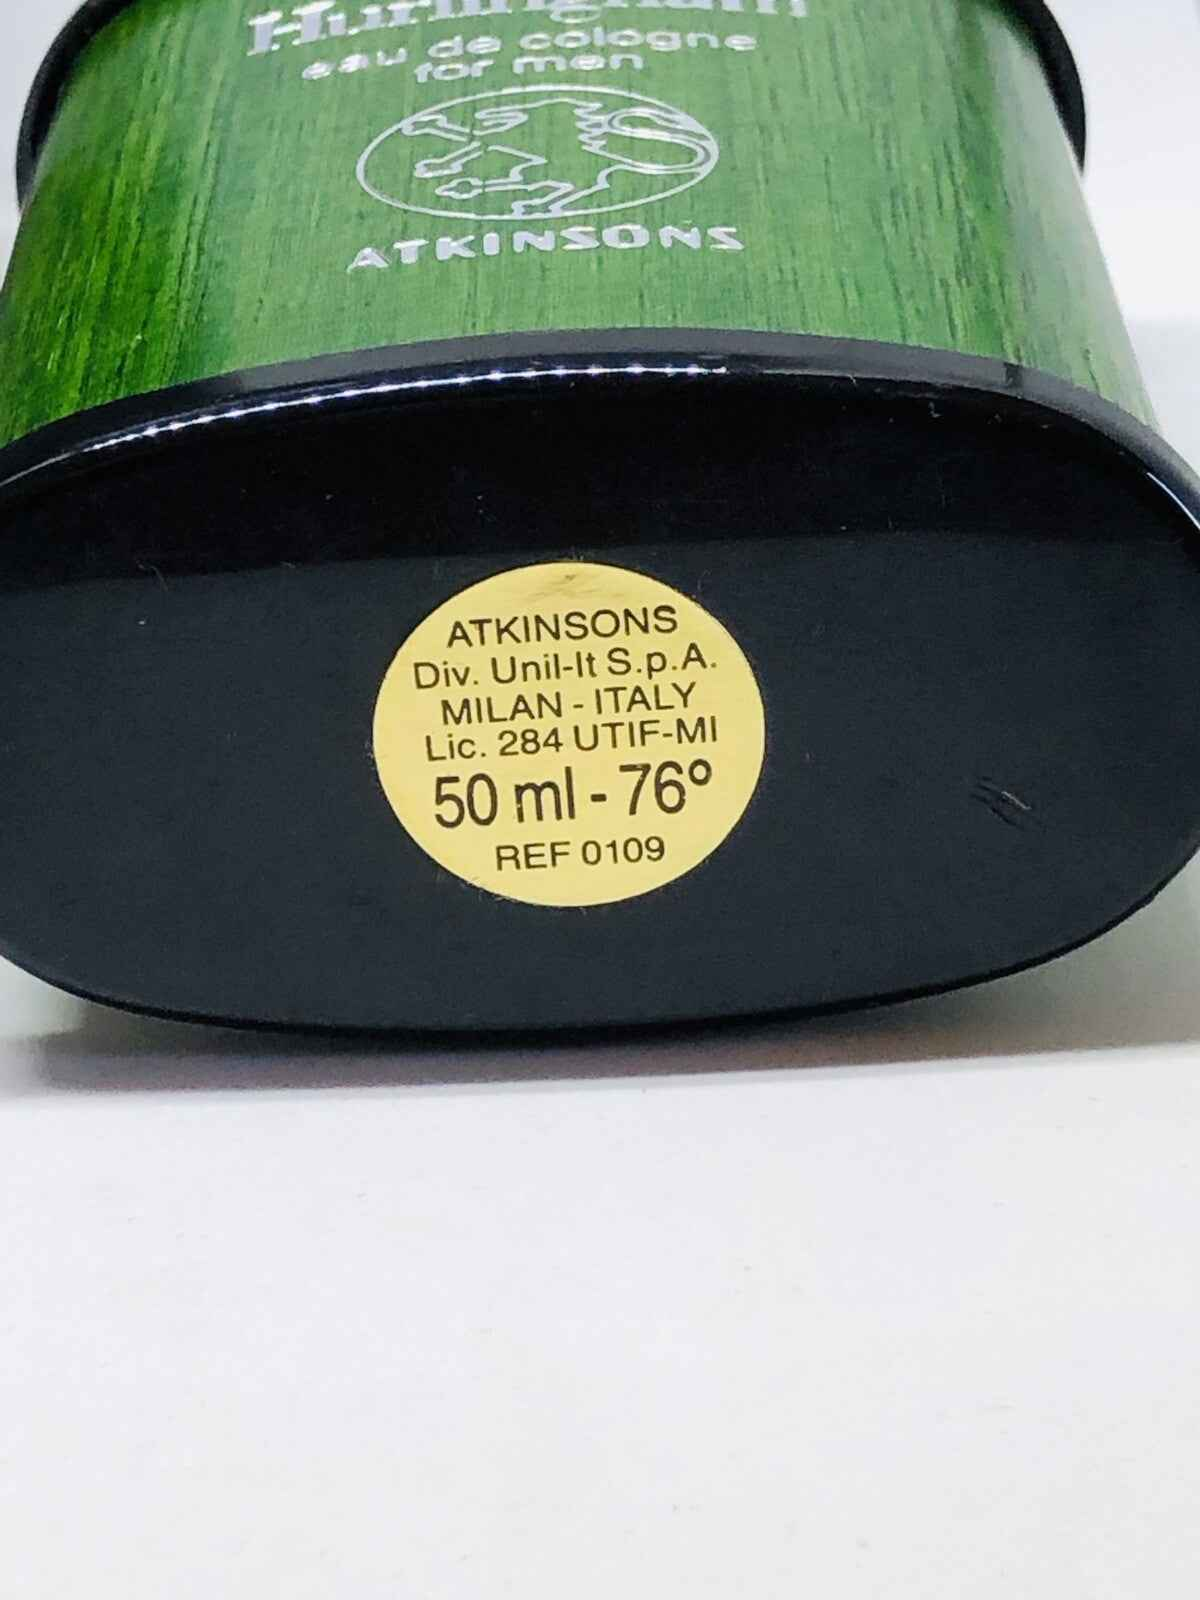 Hurlingham
eau de cologne
for men
ATKINSONS
ATKINSONS
Div. Unil-It S.p.A.
MILAN - ITALY
Lic. 284 UTIF-MI
50 ml - 76°
REF 0109